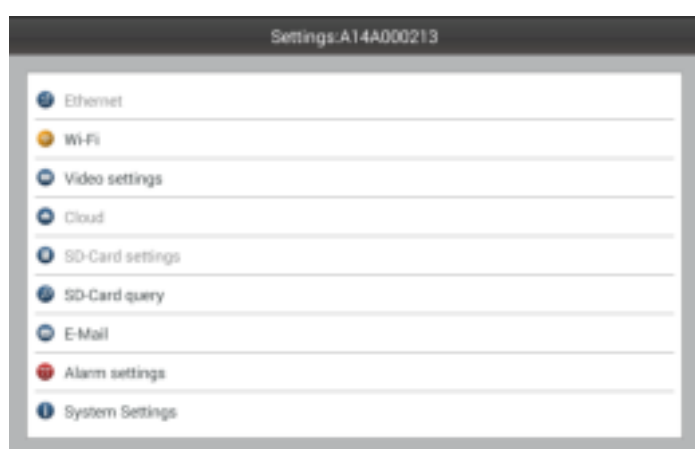 Settings:A14A000213
Ethernet
Wi-Fi
Video settings
Cloud
SD-Card settings
SD-Card query
E-Mail
Alarm settings
System Settings